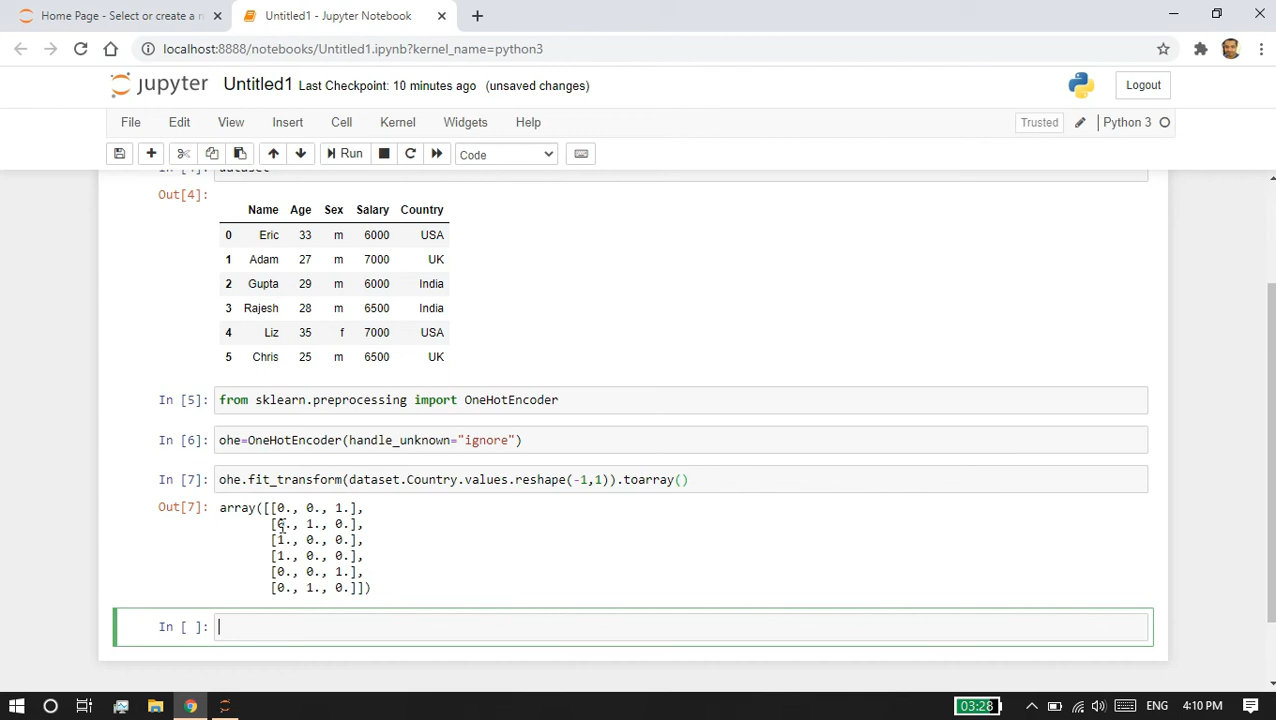 Home Page - Select or create a n
Untitled1 - Jupyter Notebook
localhost:8888/notebooks/Untitled1.ipynb?kernel_name=python3
jupyter Untitled1 Last Checkpoint: 10 minutes ago (unsaved changes)
Logout
File Edit View Insert Cell Kernel Widgets Help
Trusted Python 3
Run Code
dataset
Out[4]:
Name Age Sex Salary Country
0 Eric 33 m 6000 USA
1 Adam 27 m 7000 UK
2 Gupta 29 m 6000 India
3 Rajesh 28 m 6500 India
4 Liz 35 f 7000 USA
5 Chris 25 m 6500 UK
In [5]: from sklearn.preprocessing import OneHotEncoder
In [6]: ohe=OneHotEncoder(handle_unknown="ignore")
In [7]: ohe.fit_transform(dataset.Country.values.reshape(-1,1)).toarray()
Out[7]: array([[0., 0., 1.],
[0., 1., 0.],
[1., 0., 0.],
[1., 0., 0.],
[0., 0., 1.],
[0., 1., 0.]])
In [ ]:
03:28 ENG 4:10 PM